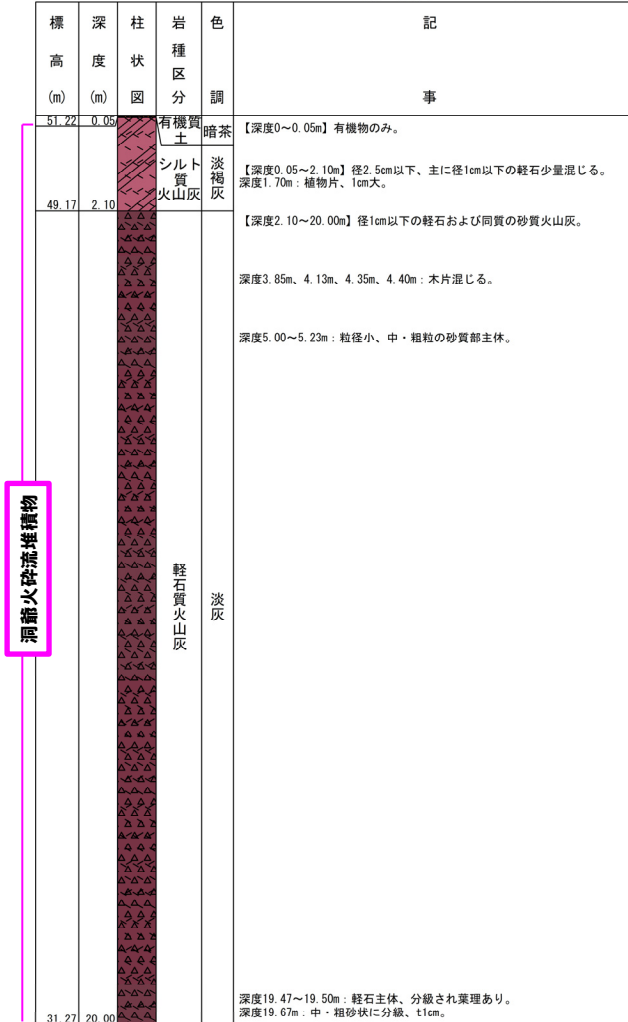 標高(m)
深度(m)
柱状図
岩種区分
色調
記事
51.22 0.05 有機質土 暗茶 【深度0～0.05m】有機物のみ。
シルト質火山灰 淡褐灰 【深度0.05～2.10m】径2.5cm以下、主に径1cm以下の軽石少量混じる。
深度1.70m：植物片、1cm大。
49.17 2.10
【深度2.10～20.00m】径1cm以下の軽石および同質の砂質火山灰。
深度3.85m、4.13m、4.35m、4.40m：木片混じる。
深度5.00～5.23m：粒径小、中・粗粒の砂質部主体。
洞爺火砕流堆積物
軽石質火山灰
淡灰
深度19.47～19.50m：軽石主体、分級され葉理あり。
深度19.67m．中・粗砂状に分級、t1cm。
31.27 20.00